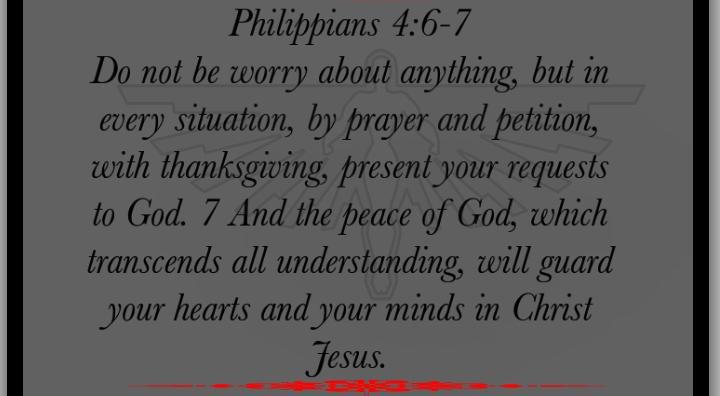 Philippians 4:6-7
Do not be worry about anything, but in
every situation, by prayer and petition,
with thanksgiving, present your requests
to God. 7 And the peace of God, which
transcends all understanding, will guard
your hearts and your minds in Christ
Jesus.